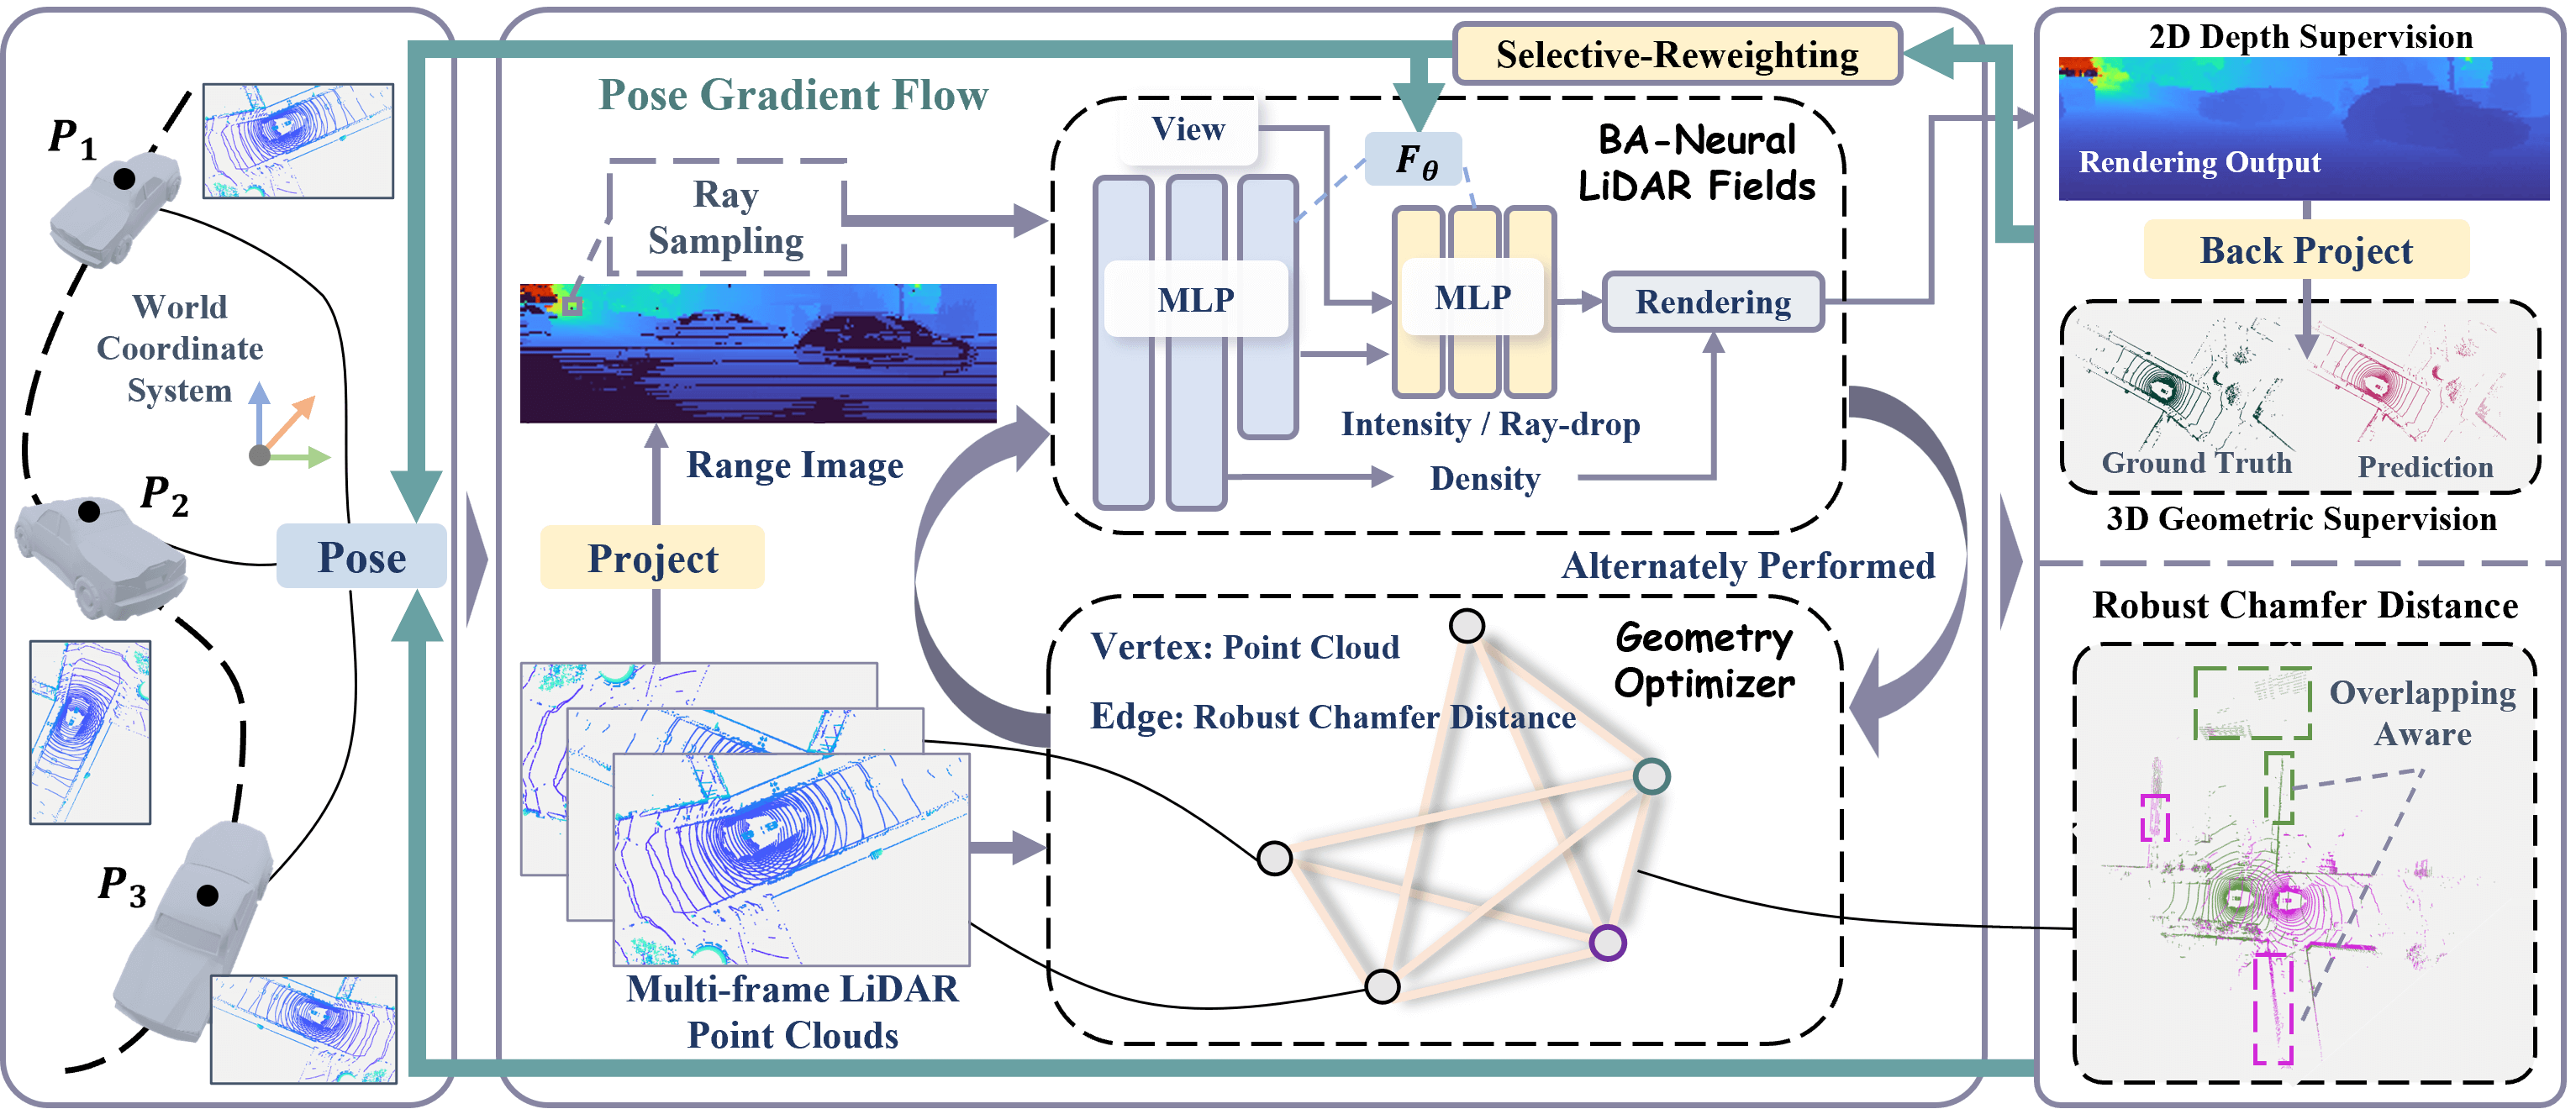 P1
World
Coordinate
System
P2
Pose
P3
Pose Gradient Flow
Selective-Reweighting
Ray
Sampling
Range Image
Project
Multi-frame LiDAR
Point Clouds
View
MLP
Fθ
MLP
BA-Neural
LiDAR Fields
Rendering
Intensity / Ray-drop
Density
Alternately Performed
Vertex: Point Cloud
Edge: Robust Chamfer Distance
Geometry
Optimizer
2D Depth Supervision
Rendering Output
Back Project
Ground Truth
Prediction
3D Geometric Supervision
Robust Chamfer Distance
Overlapping
Aware